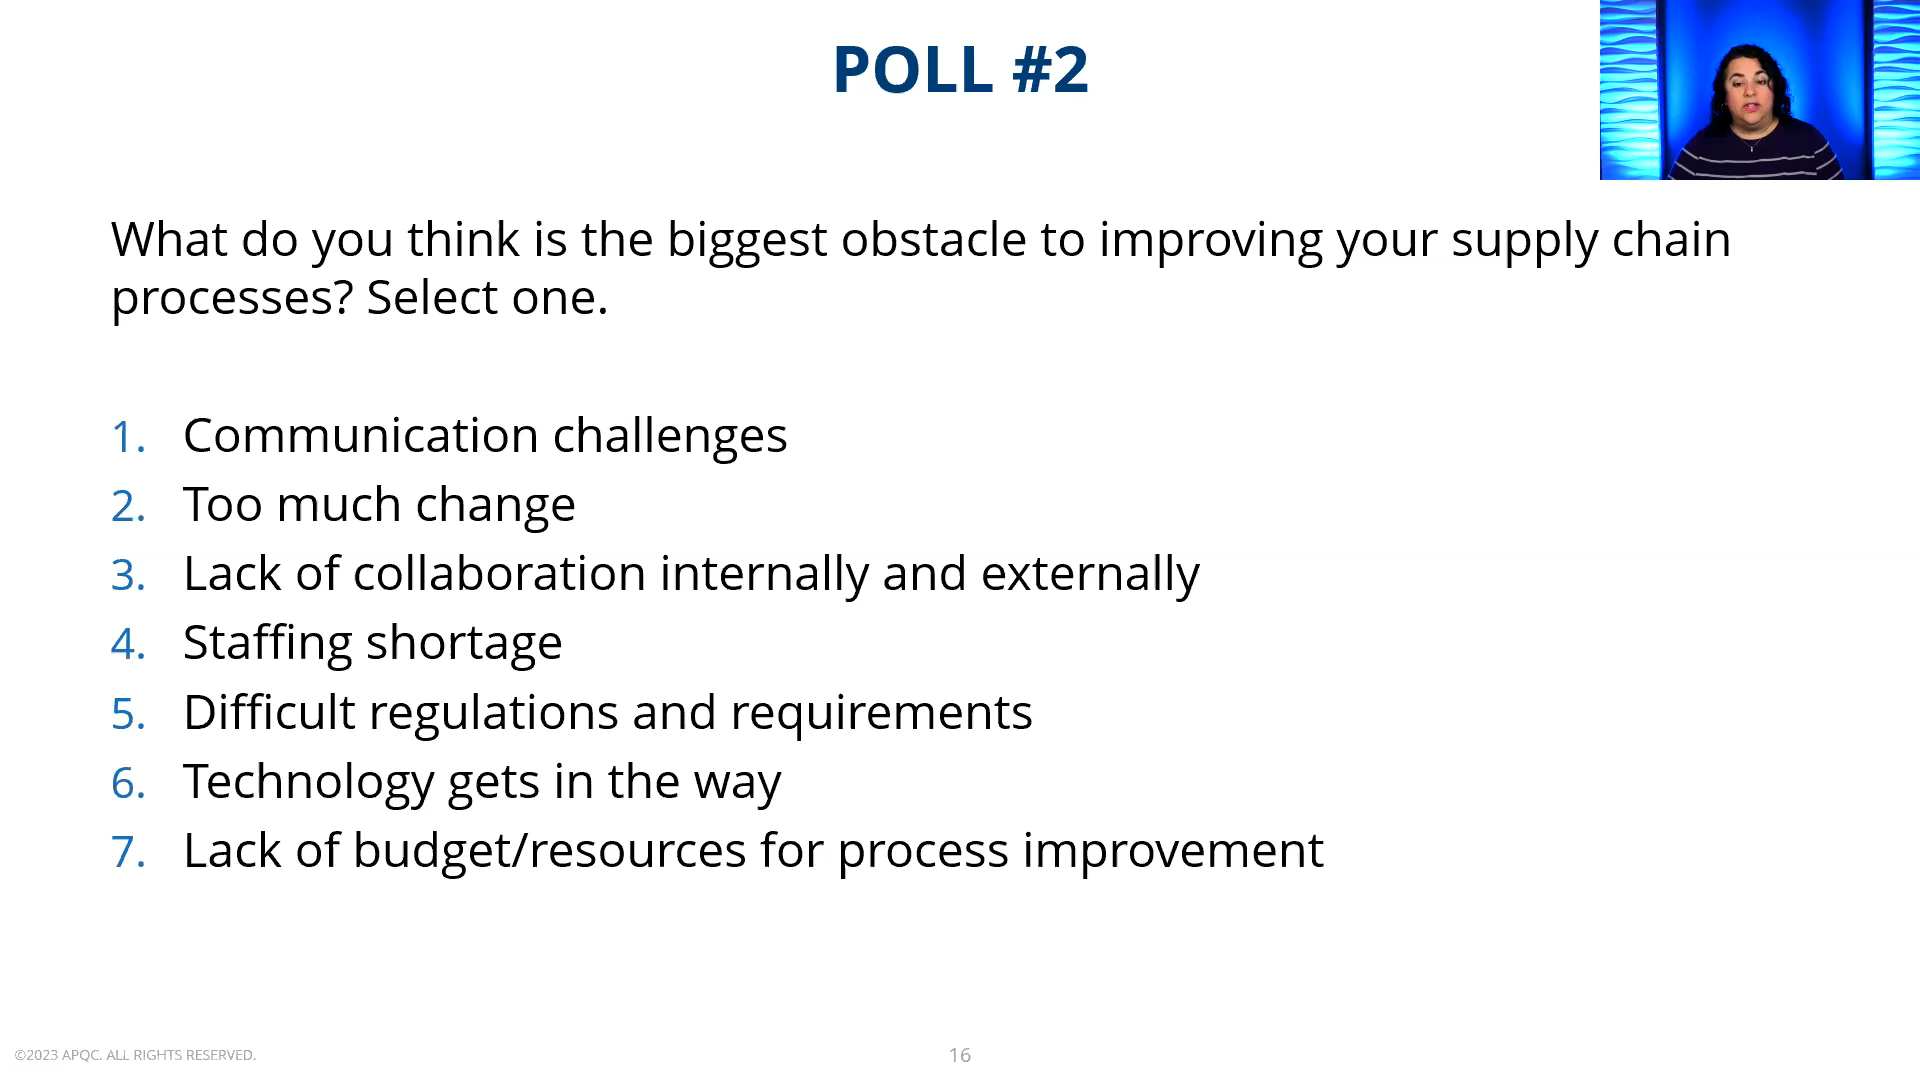 POLL #2
What do you think is the biggest obstacle to improving your supply chain
processes? Select one.
1. Communication challenges
2. Too much change
3. Lack of collaboration internally and externally
4. Staffing shortage
5. Difficult regulations and requirements
6. Technology gets in the way
7. Lack of budget/resources for process improvement
©2023 APQC. ALL RIGHTS RESERVED.
16